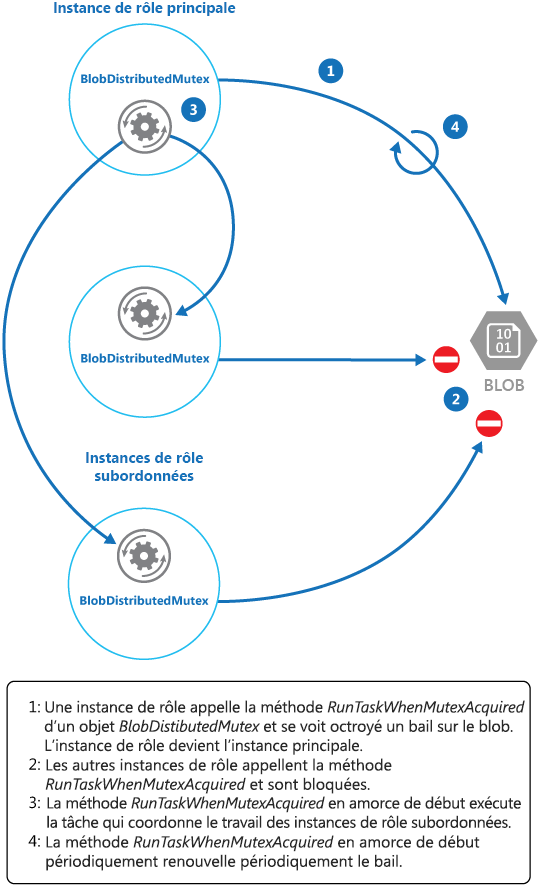 Instance de rôle principale
BlobDistributedMutex
1
3
4
BlobDistributedMutex
10
01
BLOB
2
Instances de rôle
subordonnées
BlobDistributedMutex
1: Une instance de rôle appelle la méthode RunTaskWhenMutexAcquired
d'un objet BlobDistibutedMutex et se voit octroyé un bail sur le blob.
L'instance de rôle devient l'instance principale.
2: Les autres instances de rôle appellent la méthode
RunTaskWhenMutexAcquired et sont bloquées.
3: La méthode RunTaskWhenMutexAcquired en amorce de début exécute
la tâche qui coordonne le travail des instances de rôle subordonnées.
4: La méthode RunTaskWhenMutexAcquired en amorce de début
périodiquement renouvelle périodiquement le bail.